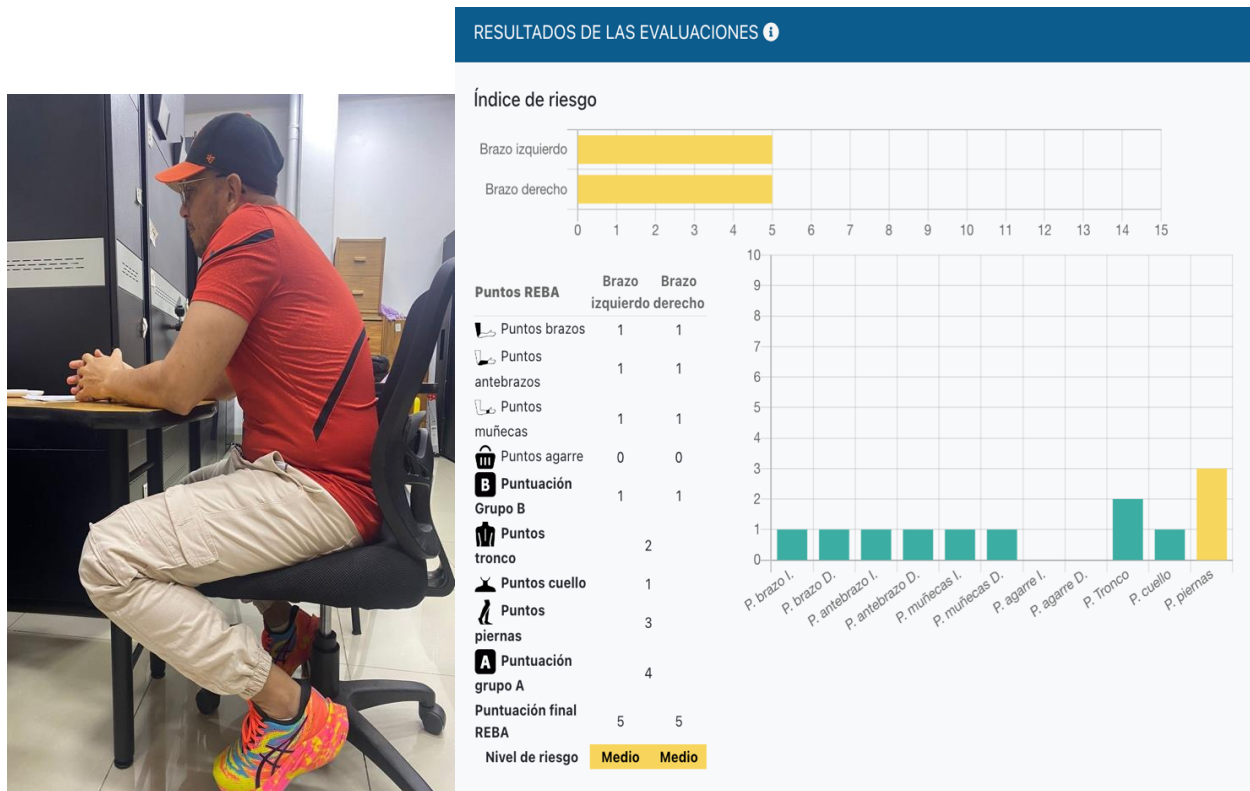 RESULTADOS DE LAS EVALUACIONES
Índice de riesgo
Brazo izquierdo
Brazo derecho
0 1 2 3 4 5 6 7 8 9 10 11 12 13 14 15
Puntos REBA Brazo izquierdo Brazo derecho
Puntos brazos 1 1
Puntos
antebrazos 1 1
Puntos
muñecas 1 1
Puntos agarre 0 0
B Puntuación
Grupo B 1 1
Puntos
tronco 2
Puntos cuello 1
Puntos
piernas 3
A Puntuación
grupo A 4
Puntuación final
REBA 5 5
Nivel de riesgo Medio Medio
10
9
8
7
6
5
4
3
2
1
0
P. brazo I.
P. brazo D.
P. antebrazo I.
P. antebrazo D.
P. muñecas I.
P. muñecas D.
P. agarre I.
P. agarre D.
P. Tronco
P. cuello
P. piernas